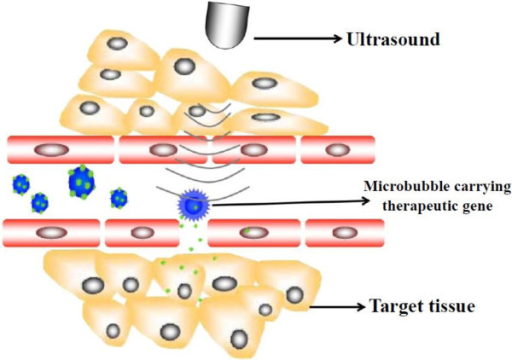 Ultrasound
Microbubble carrying
therapeutic gene
Target tissue